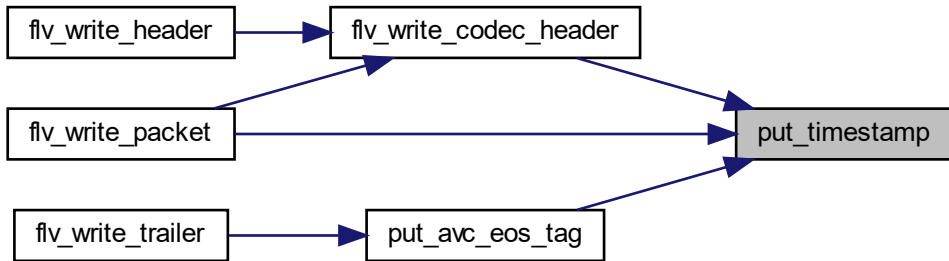 flv_write_header
flv_write_codec_header
flv_write_packet
put_timestamp
flv_write_trailer
put_avc_eos_tag